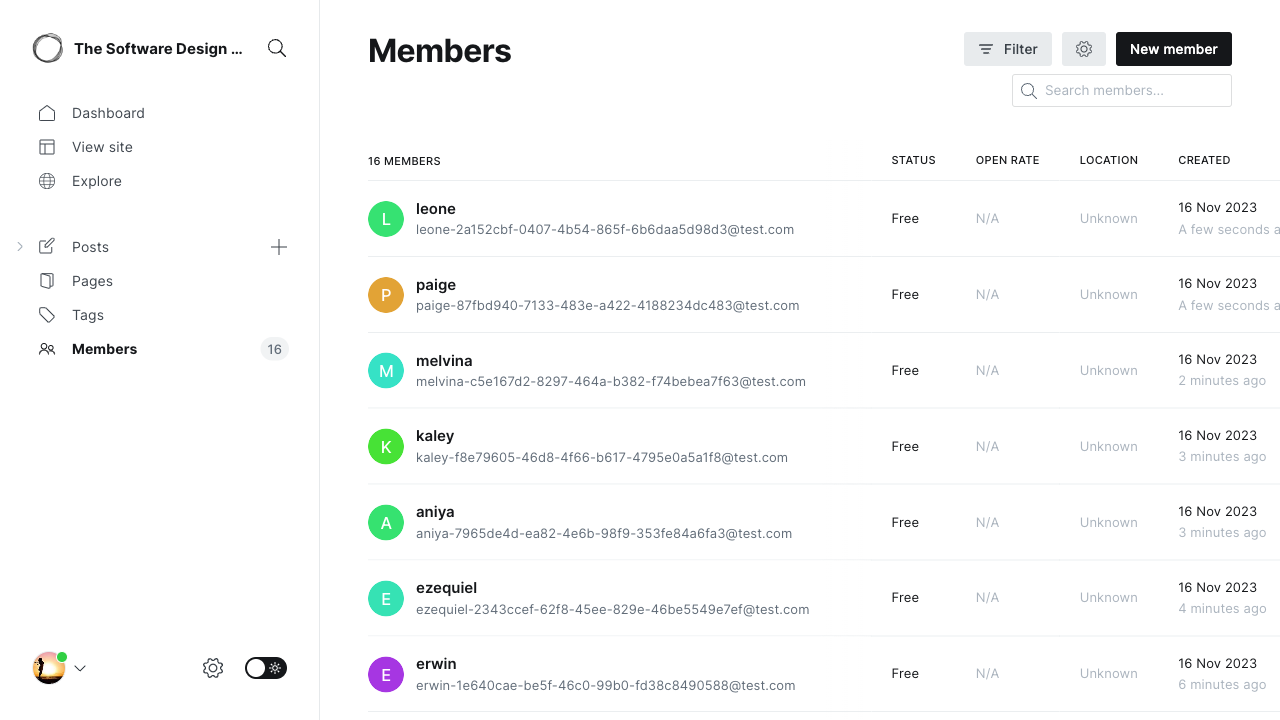 The Software Design ...
Dashboard
View site
Explore
Posts
Pages
Tags
Members
16
Members
Filter
New member
Search members...
16 MEMBERS STATUS OPEN RATE LOCATION CREATED
L leone Free N/A Unknown 16 Nov 2023
leone-2a152cbf-0407-4b54-865f-6b6daa5d98d3@test.com A few seconds a
P paige Free N/A Unknown 16 Nov 2023
paige-87fbd940-7133-483e-a422-4188234dc483@test.com A few seconds a
M melvina Free N/A Unknown 16 Nov 2023
melvina-c5e167d2-8297-464a-b382-f74bebea7f63@test.com 2 minutes ago
K kaley Free N/A Unknown 16 Nov 2023
kaley-f8e79605-46d8-4f66-b617-4795e0a5a1f8@test.com 3 minutes ago
A aniya Free N/A Unknown 16 Nov 2023
aniya-7965de4d-ea82-4e6b-98f9-353fe84a6fa3@test.com 3 minutes ago
E ezequiel Free N/A Unknown 16 Nov 2023
ezequiel-2343ccef-62f8-45ee-829e-46be5549e7ef@test.com 4 minutes ago
E erwin Free N/A Unknown 16 Nov 2023
erwin-1e640cae-be5f-46c0-99b0-fd38c8490588@test.com 6 minutes ago